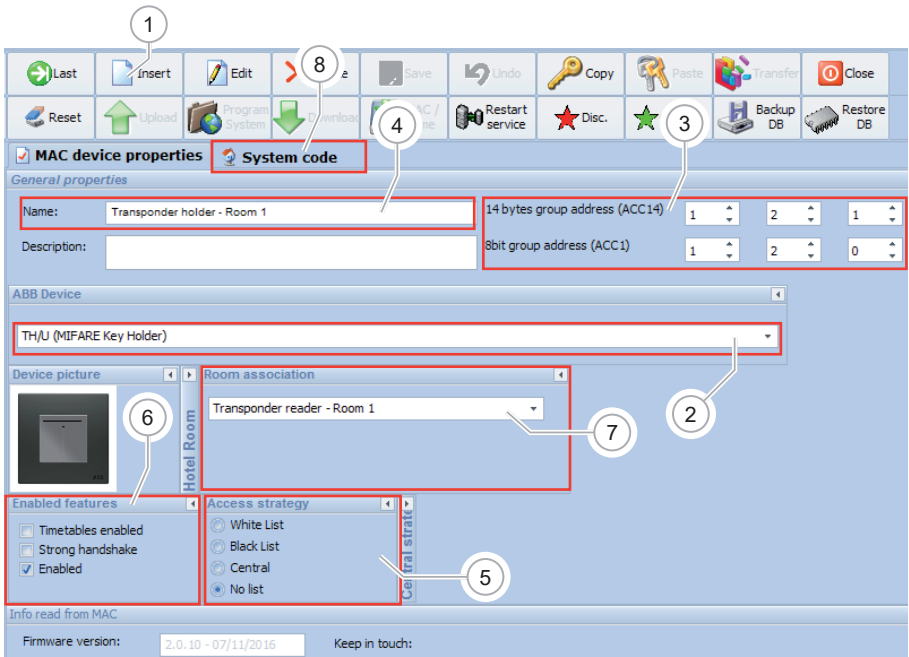 1
Last Insert Edit e Save Undo Copy Paste Transfer Close
8
Reset Upload Program System Download AC / me Restart service Disc. Backup DB Restore DB
4
3
MAC device properties System code
General properties
Name: Transponder holder - Room 1
14 bytes group address (ACC14) 1 2 1
Description:
8bit group address (ACC1) 1 2 0
ABB Device
TH/U (MIFARE Key Holder)
2
Device picture Room association
Hotel Room
Transponder reader - Room 1
6
7
ABB
Enabled features Access strategy
Central strate
Timetables enabled
Strong handshake
Enabled
White List
Black List
Central
No list
5
Info read from MAC
Firmware version: 2.0.10 - 07/11/2016 Keep in touch: